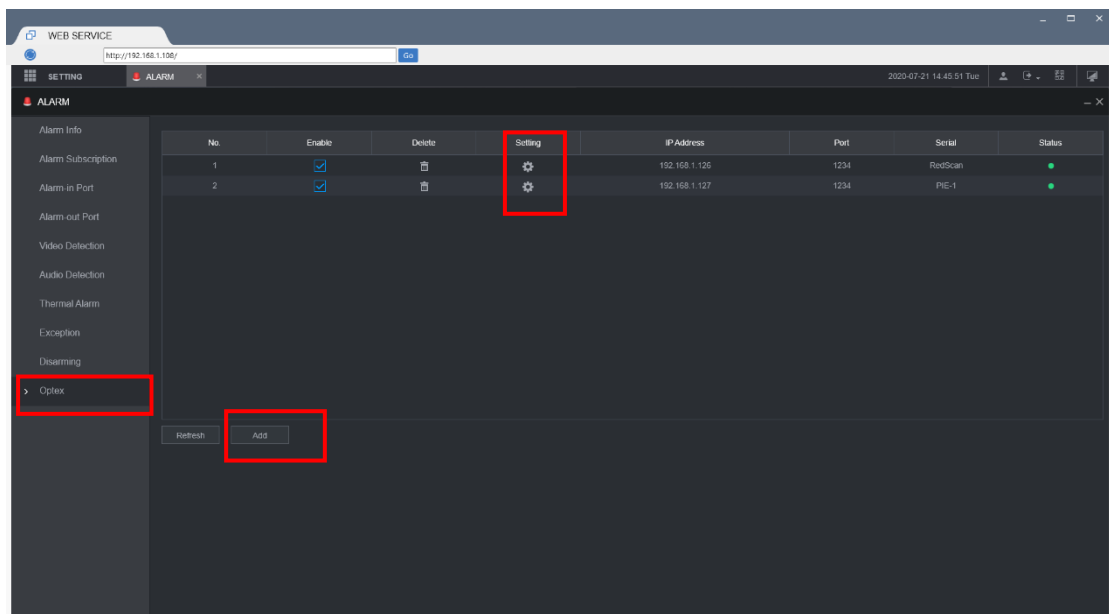 WEB SERVICE
http://192.168.1.108/ Go
SETTING ALARM 2020-07-21 14:45:51 Tue
ALARM
Alarm Info
Alarm Subscription
Alarm-in Port
Alarm-out Port
Video Detection
Audio Detection
Thermal Alarm
Exception
Disarming
Optex
No. Enable Delete Setting IP Address Port Serial Status
1 192.168.1.126 1234 RedScan
2 192.168.1.127 1234 PIE-1
Refresh Add